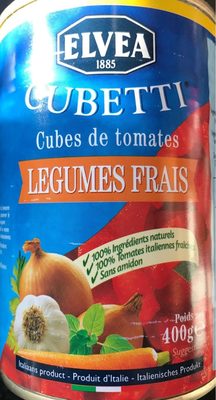 ELVEA
1885
CUBETTI
Cubes de tomates
LEGUMES FRAIS
100% Ingrédients naturels
100% Tomates italiennes fraîches
Sans amidon
Poids
400g
Italiaans product - Produit d'Italie - Italienisches Produkt